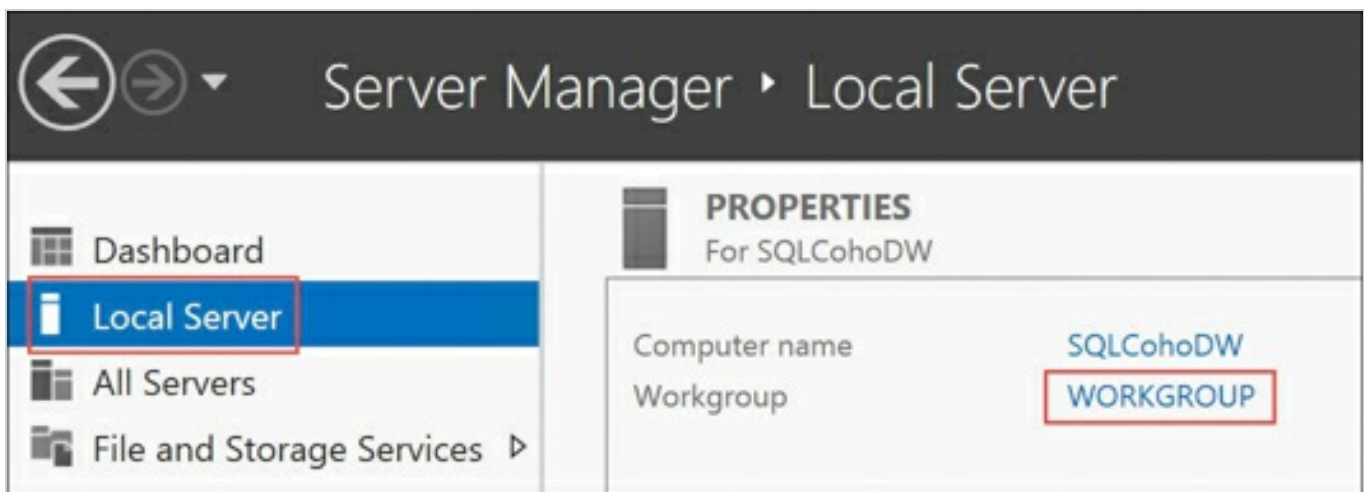 Server Manager ‣ Local Server
Dashboard
Local Server
All Servers
File and Storage Services
PROPERTIES
For SQLCohoDW
Computer name SQLCohoDW
Workgroup WORKGROUP